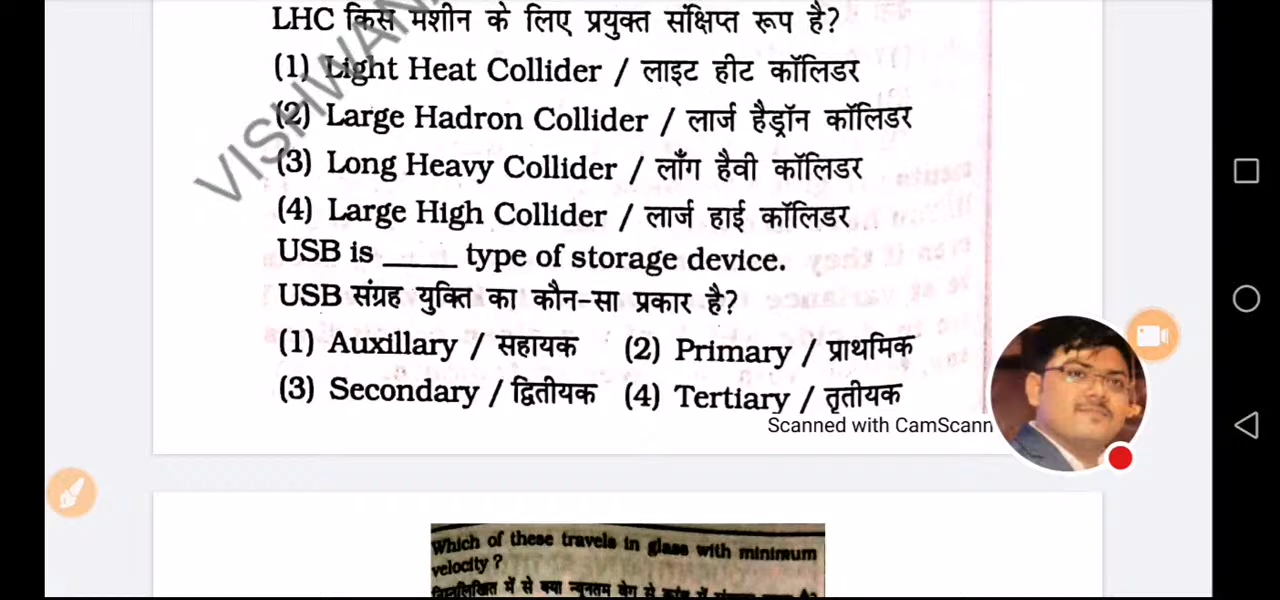 LHC किस मशीन के लिए प्रयुक्त संक्षिप्त रूप है?
(1) Light Heat Collider / लाइट हीट कॉलिडर
(2) Large Hadron Collider / लार्ज हैड्रॉन कॉलिडर
(3) Long Heavy Collider / लाँग हैवी कॉलिडर
(4) Large High Collider / लार्ज हाई कॉलिडर
VISHWAN
USB is _____ type of storage device.
USB संग्रह युक्ति का कौन-सा प्रकार है?
(1) Auxillary / सहायक (2) Primary / प्राथमिक
(3) Secondary / द्वितीयक (4) Tertiary / तृतीयक
Scanned with CamScann
Which of these travels in glass with minimum
velocity ?
निम्नलिखित में से क्या न्यूनतम वेग से कांच में